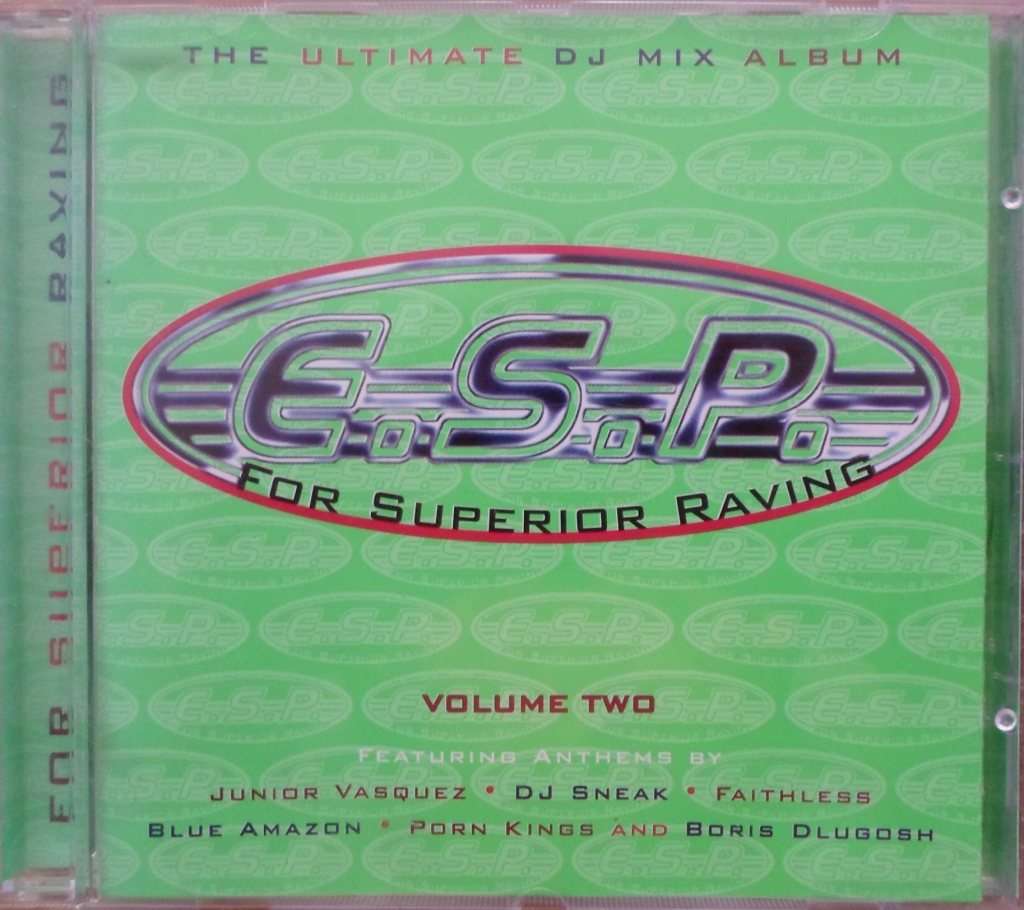 THE ULTIMATE DJ MIX ALBUM
E.S.P.
FOR SUPERIOR RAVING
VOLUME TWO
FEATURING ANTHEMS BY
JUNIOR VASQUEZ • DJ SNEAK • FAITHLESS
BLUE AMAZON • PORN KINGS AND BORIS DLUGOSH
FOR SUPERIOR RAVING